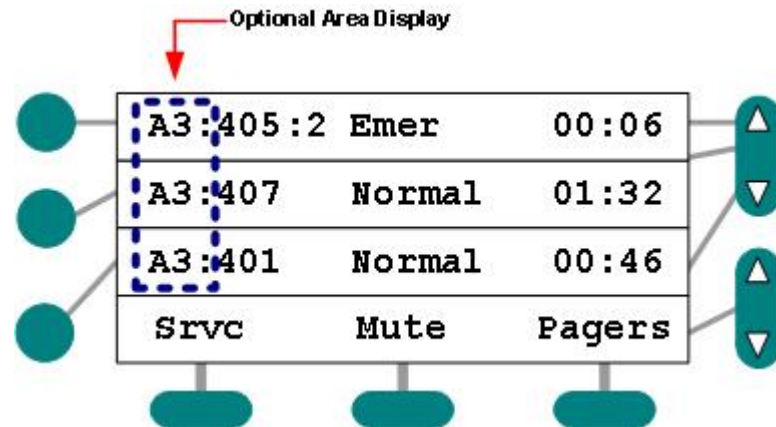 Optional Area Display
A3:405:2 Emer 00:06
A3:407 Normal 01:32
A3:401 Normal 00:46
Srvc Mute Pagers